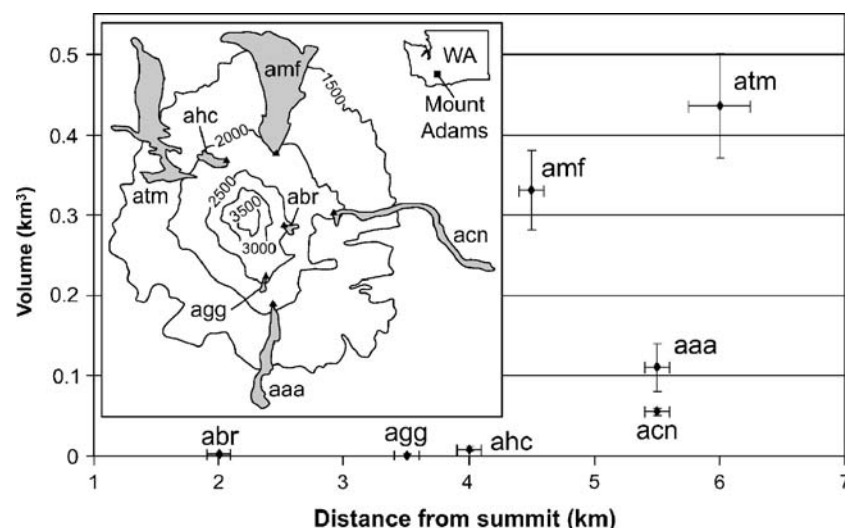 Volume (km³)
0.5
0.4
0.3
0.2
0.1
0
1
2
3
4
5
6
7
Distance from summit (km)
atm
amf
aaa
acn
abr
agg
ahc
WA
Mount
Adams
amf
1500
ahc
2000
atm
2500
abr
3500
3000
acn
agg
aaa